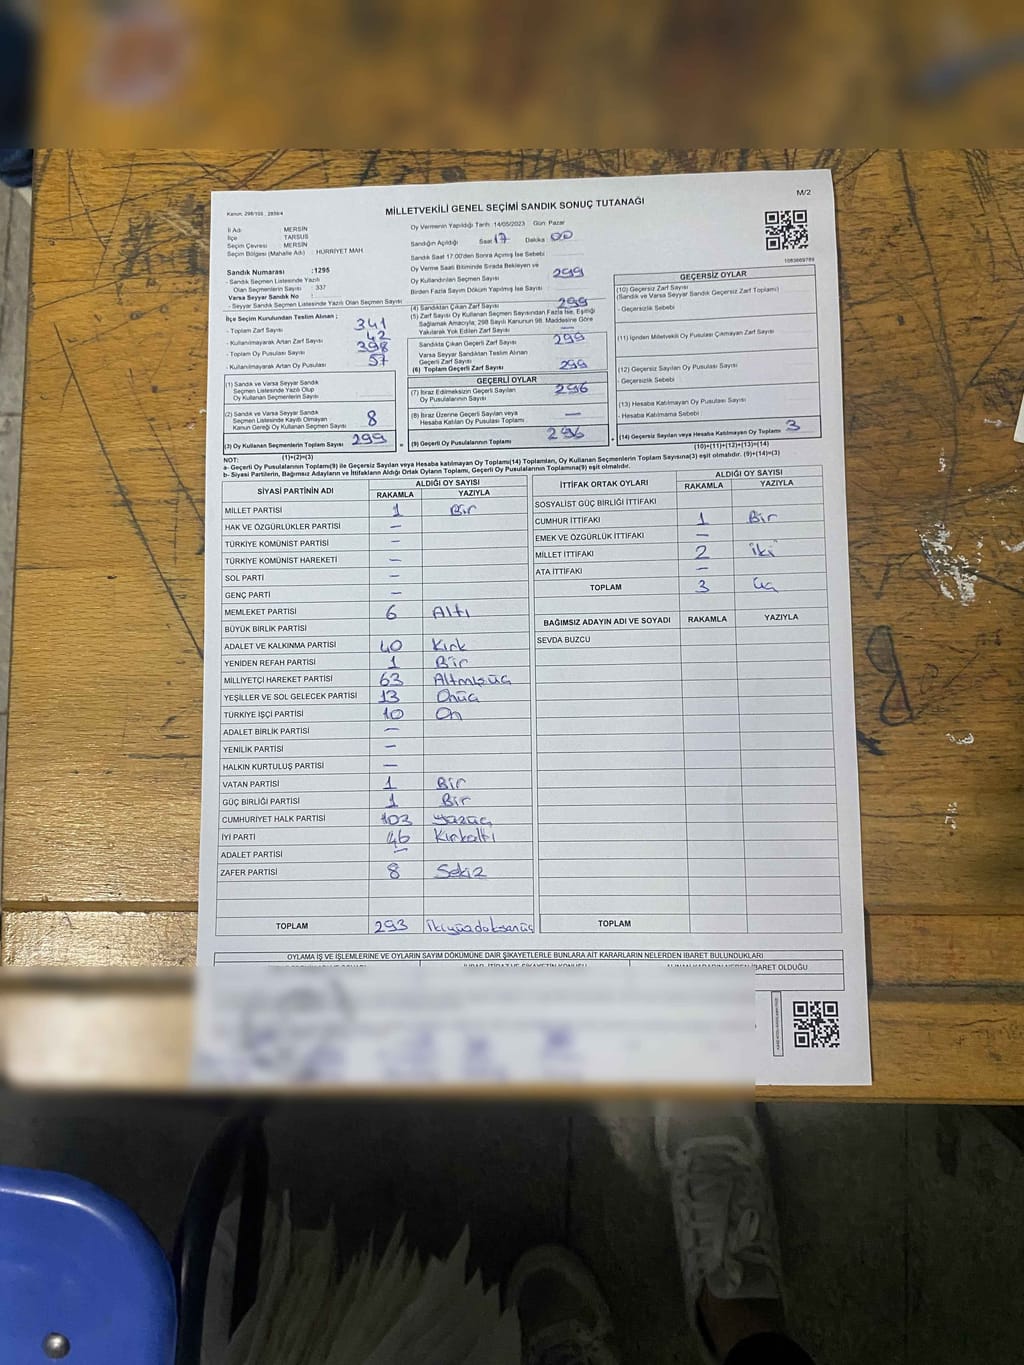 M/2
Kanun: 298/105 , 2839/4
MİLLETVEKİLİ GENEL SEÇİMİ SANDIK SONUÇ TUTANAĞI
İl Adı : MERSİN
İlçe : TARSUS
Seçim Çevresi : MERSİN
Seçim Bölgesi (Mahalle Adı) : HÜRRİYET MAH.
Sandık Numarası : 1295
- Sandık Seçmen Listesinde Yazılı
Olan Seçmenlerin Sayısı : 337
Varsa Seyyar Sandık No :
- Seyyar Sandık Seçmen Listesinde Yazılı Olan Seçmen Sayısı
İlçe Seçim Kurulundan Teslim Alınan ;
- Toplam Zarf Sayısı 341
- Kullanılmayarak Artan Zarf Sayısı 42
- Toplam Oy Pusulası Sayısı 398
- Kullanılmayarak Artan Oy Pusulası 57
(1) Sandık ve Varsa Seyyar Sandık
Seçmen Listesinde Yazılı Olup
Oy Kullanan Seçmenlerin Sayısı
(2) Sandık ve Varsa Seyyar Sandık
Seçmen Listesinde Kayıtlı Olmayan
Kanun Gereği Oy Kullanan Seçmen Sayısı 8
(3) Oy Kullanan Seçmenlerin Toplam Sayısı 299
(1)+(2)=(3)
Oy Vermenin Yapıldığı Tarih :14/05/2023 Gün: Pazar
Sandığın Açıldığı Saat :17 Dakika :00
Sandık Saat 17.00'den Sonra Açılmış İse Sebebi :
Oy Verme Saati Bitiminde Sırada Bekleyen ve
Oy Kullandırılan Seçmen Sayısı 299
Birden Fazla Sayım Döküm Yapılmış İse Sayısı :
(4) Sandıktan Çıkan Zarf Sayısı 299
(5) Zarf Sayısı Oy Kullanan Seçmen Sayısından Fazla İse, Eşitliği
Sağlamak Amacıyla, 298 Sayılı Kanunun 98. Maddesine Göre
Yakılarak Yok Edilen Zarf Sayısı —
Sandıkta Çıkan Geçerli Zarf Sayısı 299
Varsa Seyyar Sandıktan Teslim Alınan
Geçerli Zarf Sayısı
(6) Toplam Geçerli Zarf Sayısı 299
GEÇERLİ OYLAR
(7) İtiraz Edilmeksizin Geçerli Sayılan
Oy Pusulalarının Sayısı 296
(8) İtiraz Üzerine Geçerli Sayılan veya
Hesaba Katılan Oy Pusulası Toplamı —
= (9) Geçerli Oy Pusulalarının Toplamı 296 +
1083669789
GEÇERSİZ OYLAR
(10) Geçersiz Zarf Sayısı
(Sandık ve Varsa Seyyar Sandık Geçersiz Zarf Toplamı)
- Geçersizlik Sebebi
(11) İçinden Milletvekili Oy Pusulası Çıkmayan Zarf Sayısı
(12) Geçersiz Sayılan Oy Pusulası Sayısı
- Geçersizlik Sebebi
(13) Hesaba Katılmayan Oy Pusulası Sayısı
- Hesaba Katılmama Sebebi
(14) Geçersiz Sayılan veya Hesaba Katılmayan Oy Toplamı 3
(10)+(11)+(12)+(13)=(14)
NOT:
a- Geçerli Oy Pusulalarının Toplamı(9) ile Geçersiz Sayılan veya Hesaba katılmayan Oy Toplamı(14) Toplamları, Oy Kullanan Seçmenlerin Toplam Sayısına(3) eşit olmalıdır. (9)+(14)=(3)
b- Siyasi Partilerin, Bağımsız Adayların ve İttifakların Aldığı Ortak Oyların Toplamı, Geçerli Oy Pusulalarının Toplamına(9) eşit olmalıdır.
SİYASİ PARTİNİN ADI ALDIĞI OY SAYISI
RAKAMLA YAZIYLA
MİLLET PARTİSİ 1 Bir
HAK VE ÖZGÜRLÜKLER PARTİSİ —
TÜRKİYE KOMÜNİST PARTİSİ —
TÜRKİYE KOMÜNİST HAREKETİ —
SOL PARTİ —
GENÇ PARTİ —
MEMLEKET PARTİSİ 6 Altı
BÜYÜK BİRLİK PARTİSİ
ADALET VE KALKINMA PARTİSİ 40 Kırk
YENİDEN REFAH PARTİSİ 1 Bir
MİLLİYETÇİ HAREKET PARTİSİ 63 Altmışüç
YEŞİLLER VE SOL GELECEK PARTİSİ 13 Onüç
TÜRKİYE İŞÇİ PARTİSİ 10 On
ADALET BİRLİK PARTİSİ —
YENİLİK PARTİSİ —
HALKIN KURTULUŞ PARTİSİ —
VATAN PARTİSİ 1 Bir
GÜÇ BİRLİĞİ PARTİSİ 1 Bir
CUMHURİYET HALK PARTİSİ 103 Yüzüç
İYİ PARTİ 46 Kırkaltı
ADALET PARTİSİ —
ZAFER PARTİSİ 8 Sekiz
TOPLAM 293 İkiyüzdoksanüç
İTTİFAK ORTAK OYLARI ALDIĞI OY SAYISI
RAKAMLA YAZIYLA
SOSYALİST GÜÇ BİRLİĞİ İTTİFAKI
CUMHUR İTTİFAKI 1 Bir
EMEK VE ÖZGÜRLÜK İTTİFAKI —
MİLLET İTTİFAKI 2 iki
ATA İTTİFAKI —
TOPLAM 3 Üç
BAĞIMSIZ ADAYIN ADI VE SOYADI RAKAMLA YAZIYLA
SEVDA BUZCU
TOPLAM
OYLAMA İŞ VE İŞLEMLERİNE VE OYLARIN SAYIM DÖKÜMÜNE DAİR ŞİKAYETLERLE BUNLARA AİT KARARLARIN NELERDEN İBARET BULUNDUKLARI
İBARET OLDUĞU